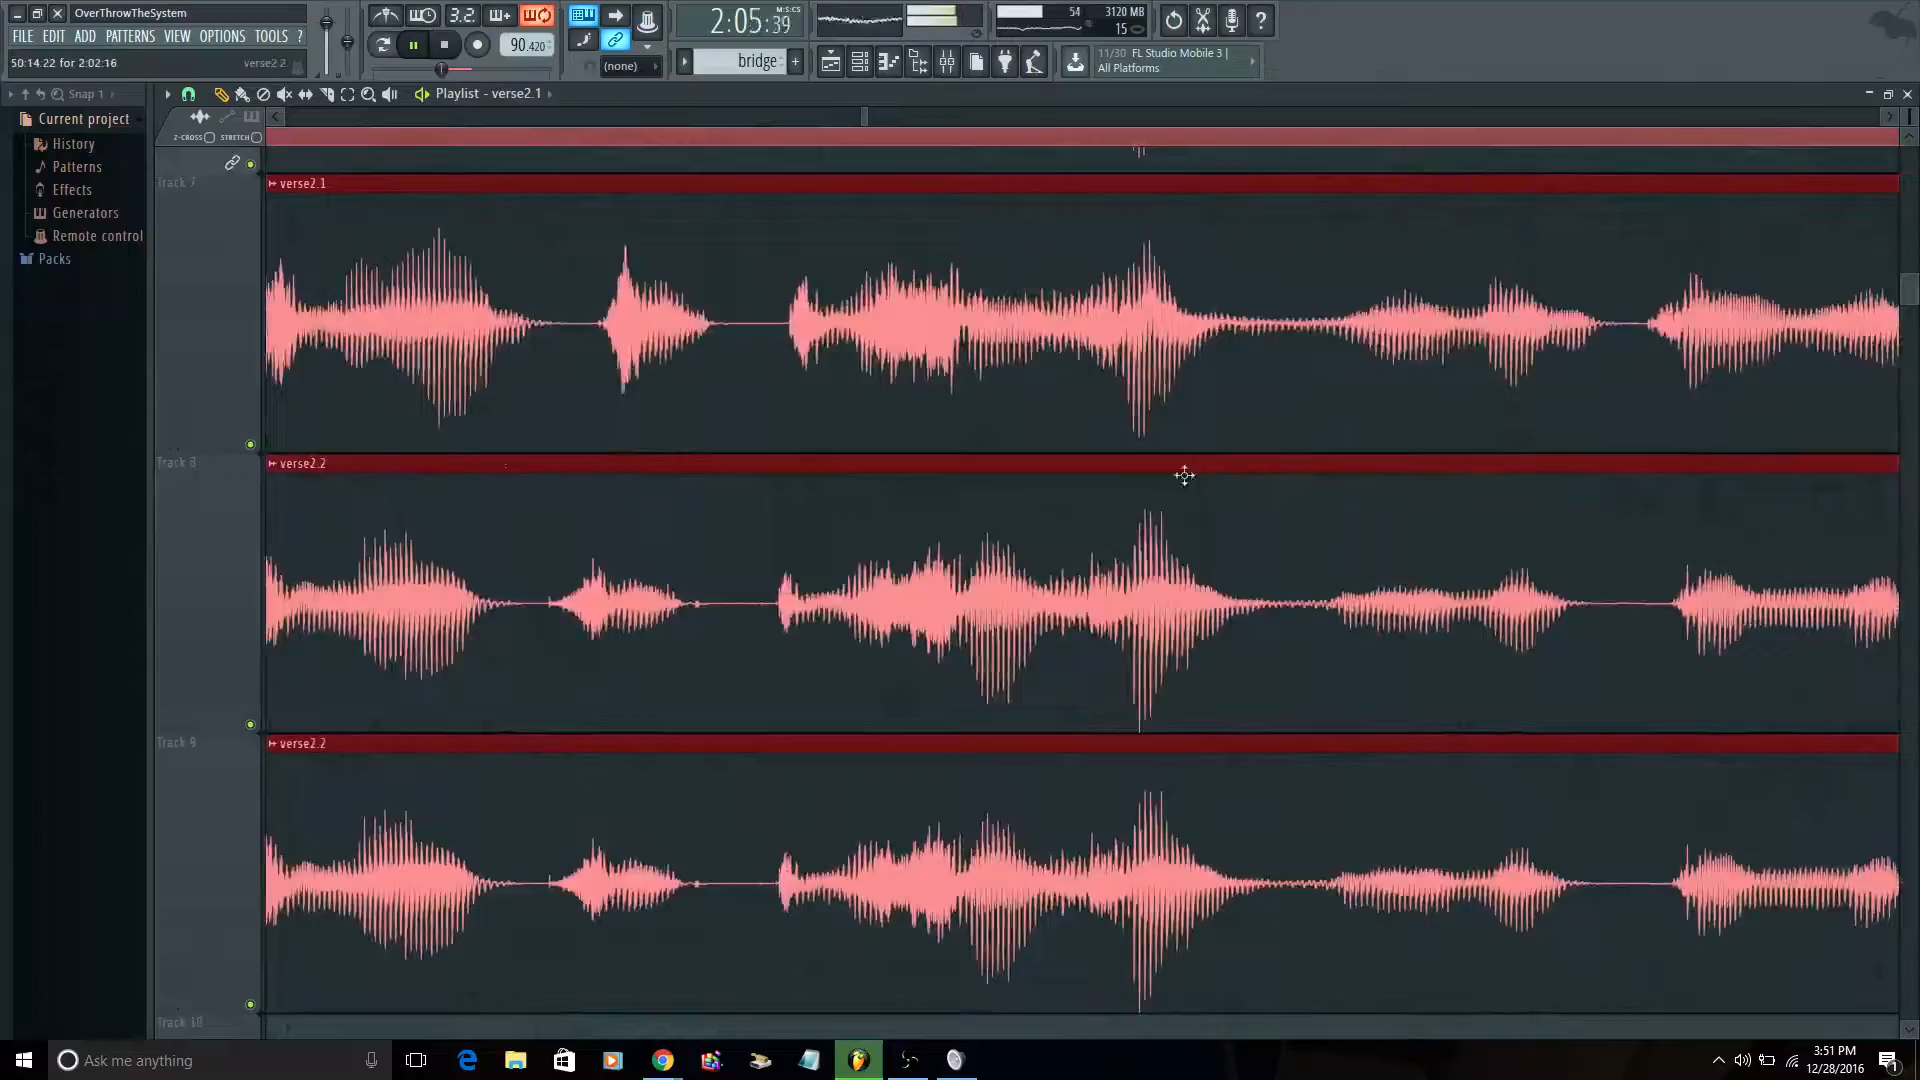 OverThrowTheSystem
FILE EDIT ADD PATTERNS VIEW OPTIONS TOOLS ?
50:14:22 for 2:02:16 verse2 2
3.2.
90.420
(none)
2:05:39
M:S:CS
bridge
54 3120 MB
15
11/30 FL Studio Mobile 3 |
All Platforms
Snap 1
Playlist - verse2.1
Current project
History
Patterns
Effects
Generators
Remote control
Packs
Z-CROSS STRETCH
Track 7
verse2.1
Track 8
verse2.2
Track 9
verse2.2
Track 10
Ask me anything
3:51 PM
12/28/2016
1